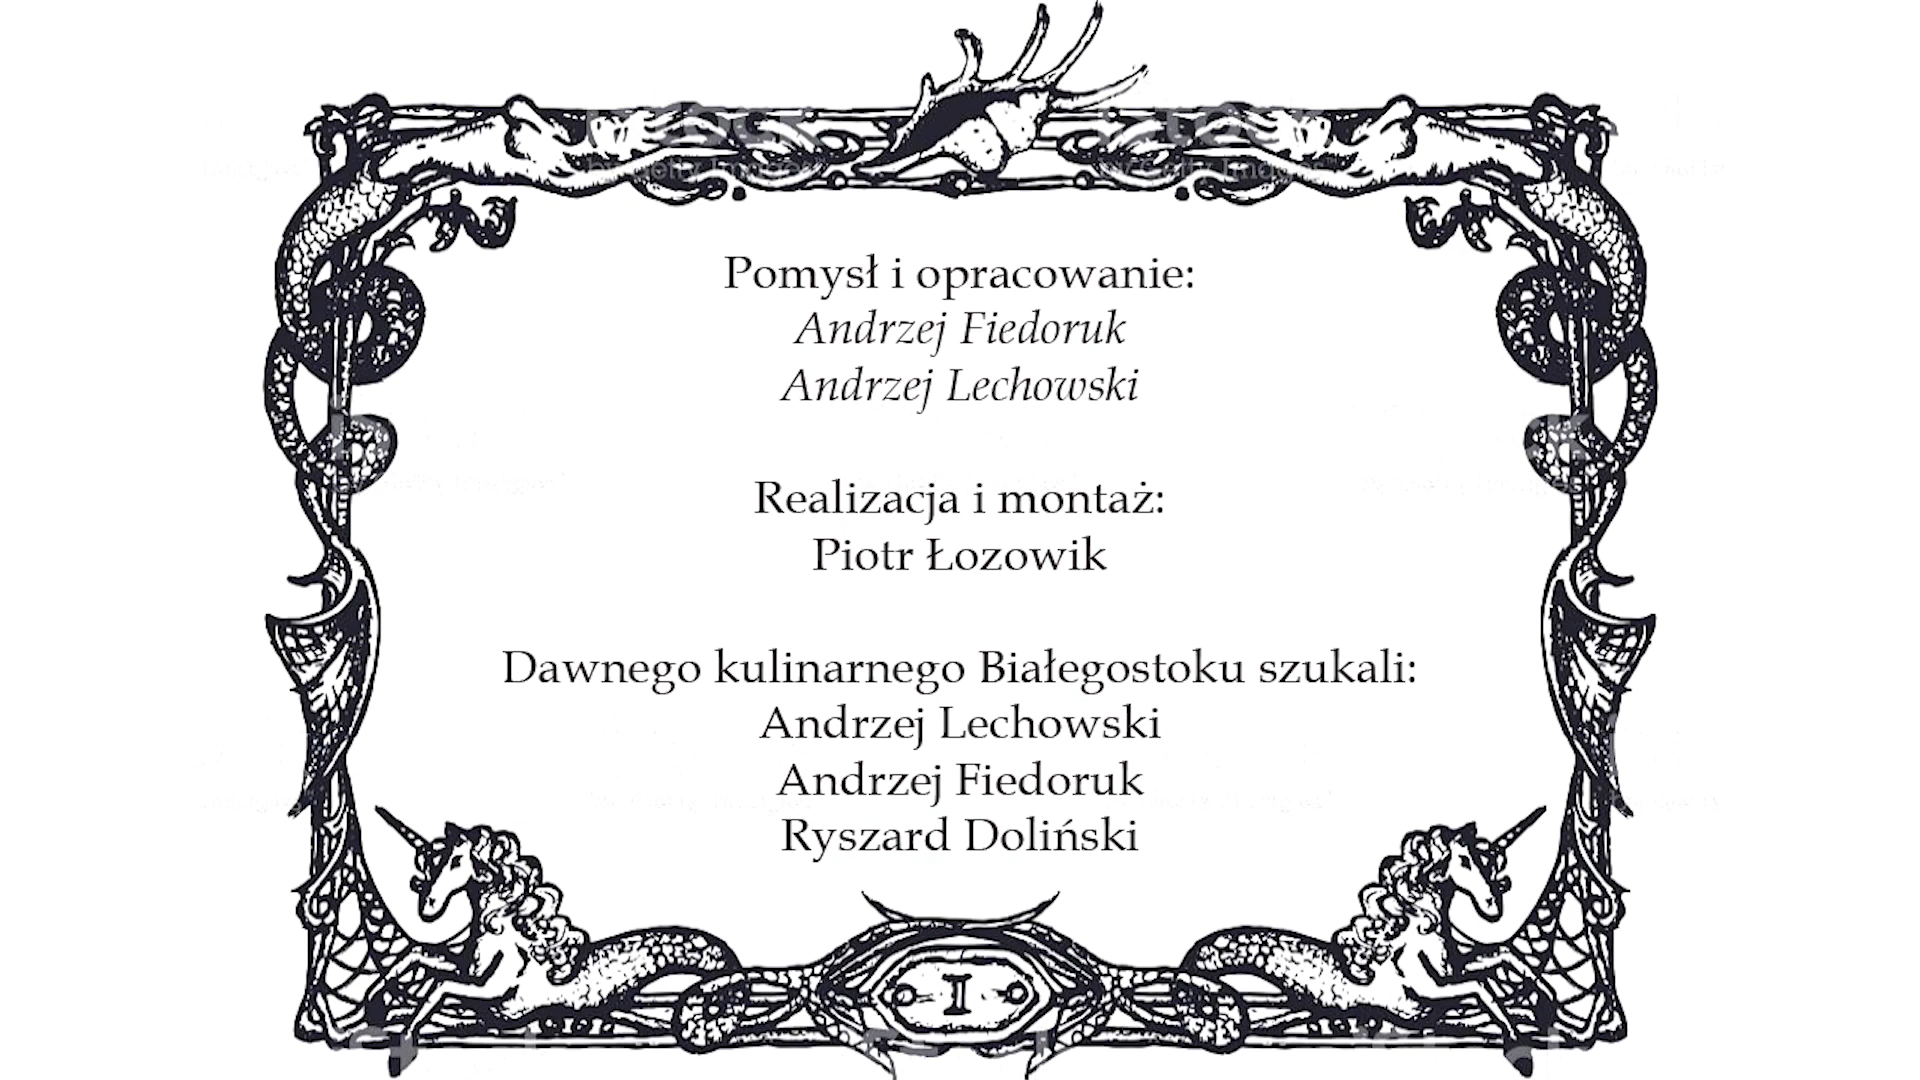 Pomysł i opracowanie:
Andrzej Fiedoruk
Andrzej Lechowski
Realizacja i montaż:
Piotr Łozowik
Dawnego kulinarnego Białegostoku szukali:
Andrzej Lechowski
Andrzej Fiedoruk
Ryszard Doliński
I